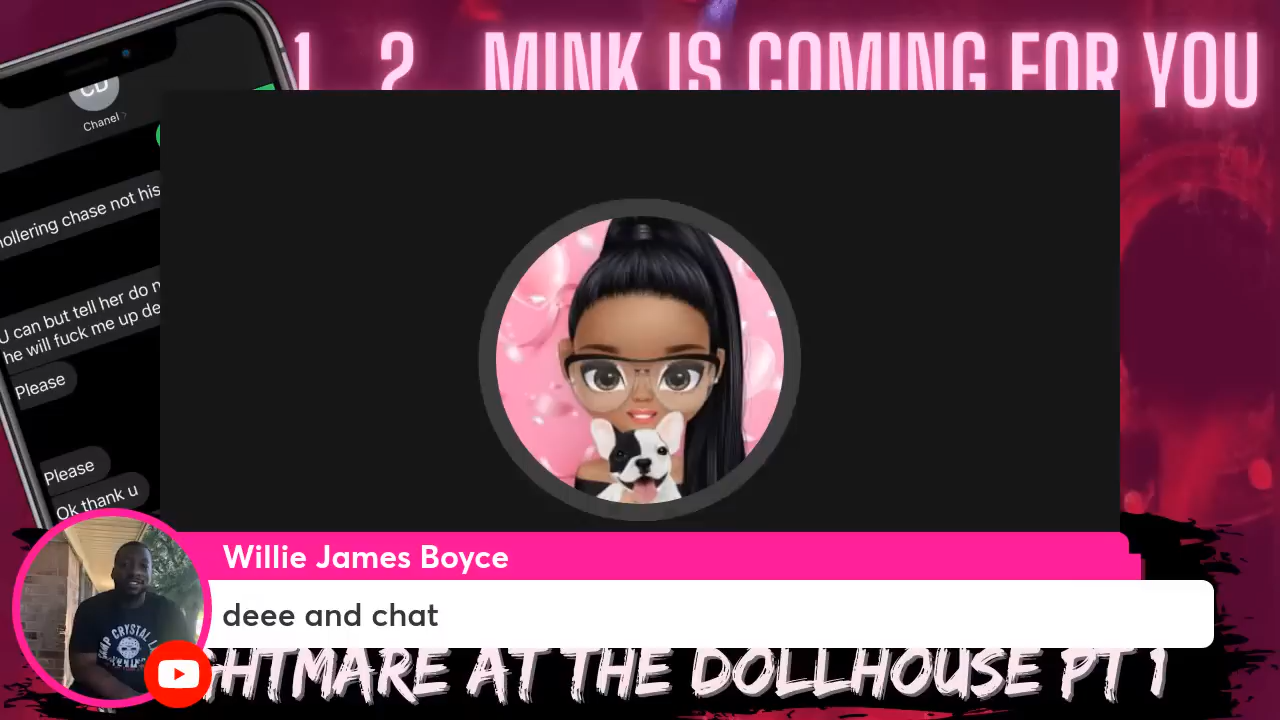 1 2 MINK IS COMING FOR YOU
CD
Chanel
hollering chase not his
U can but tell her do n
he will fuck me up de
Please
Please
Ok thank u
Willie James Boyce
deee and chat
CRYSTAL
GHTMARE AT THE DOLLHOUSE PT 1